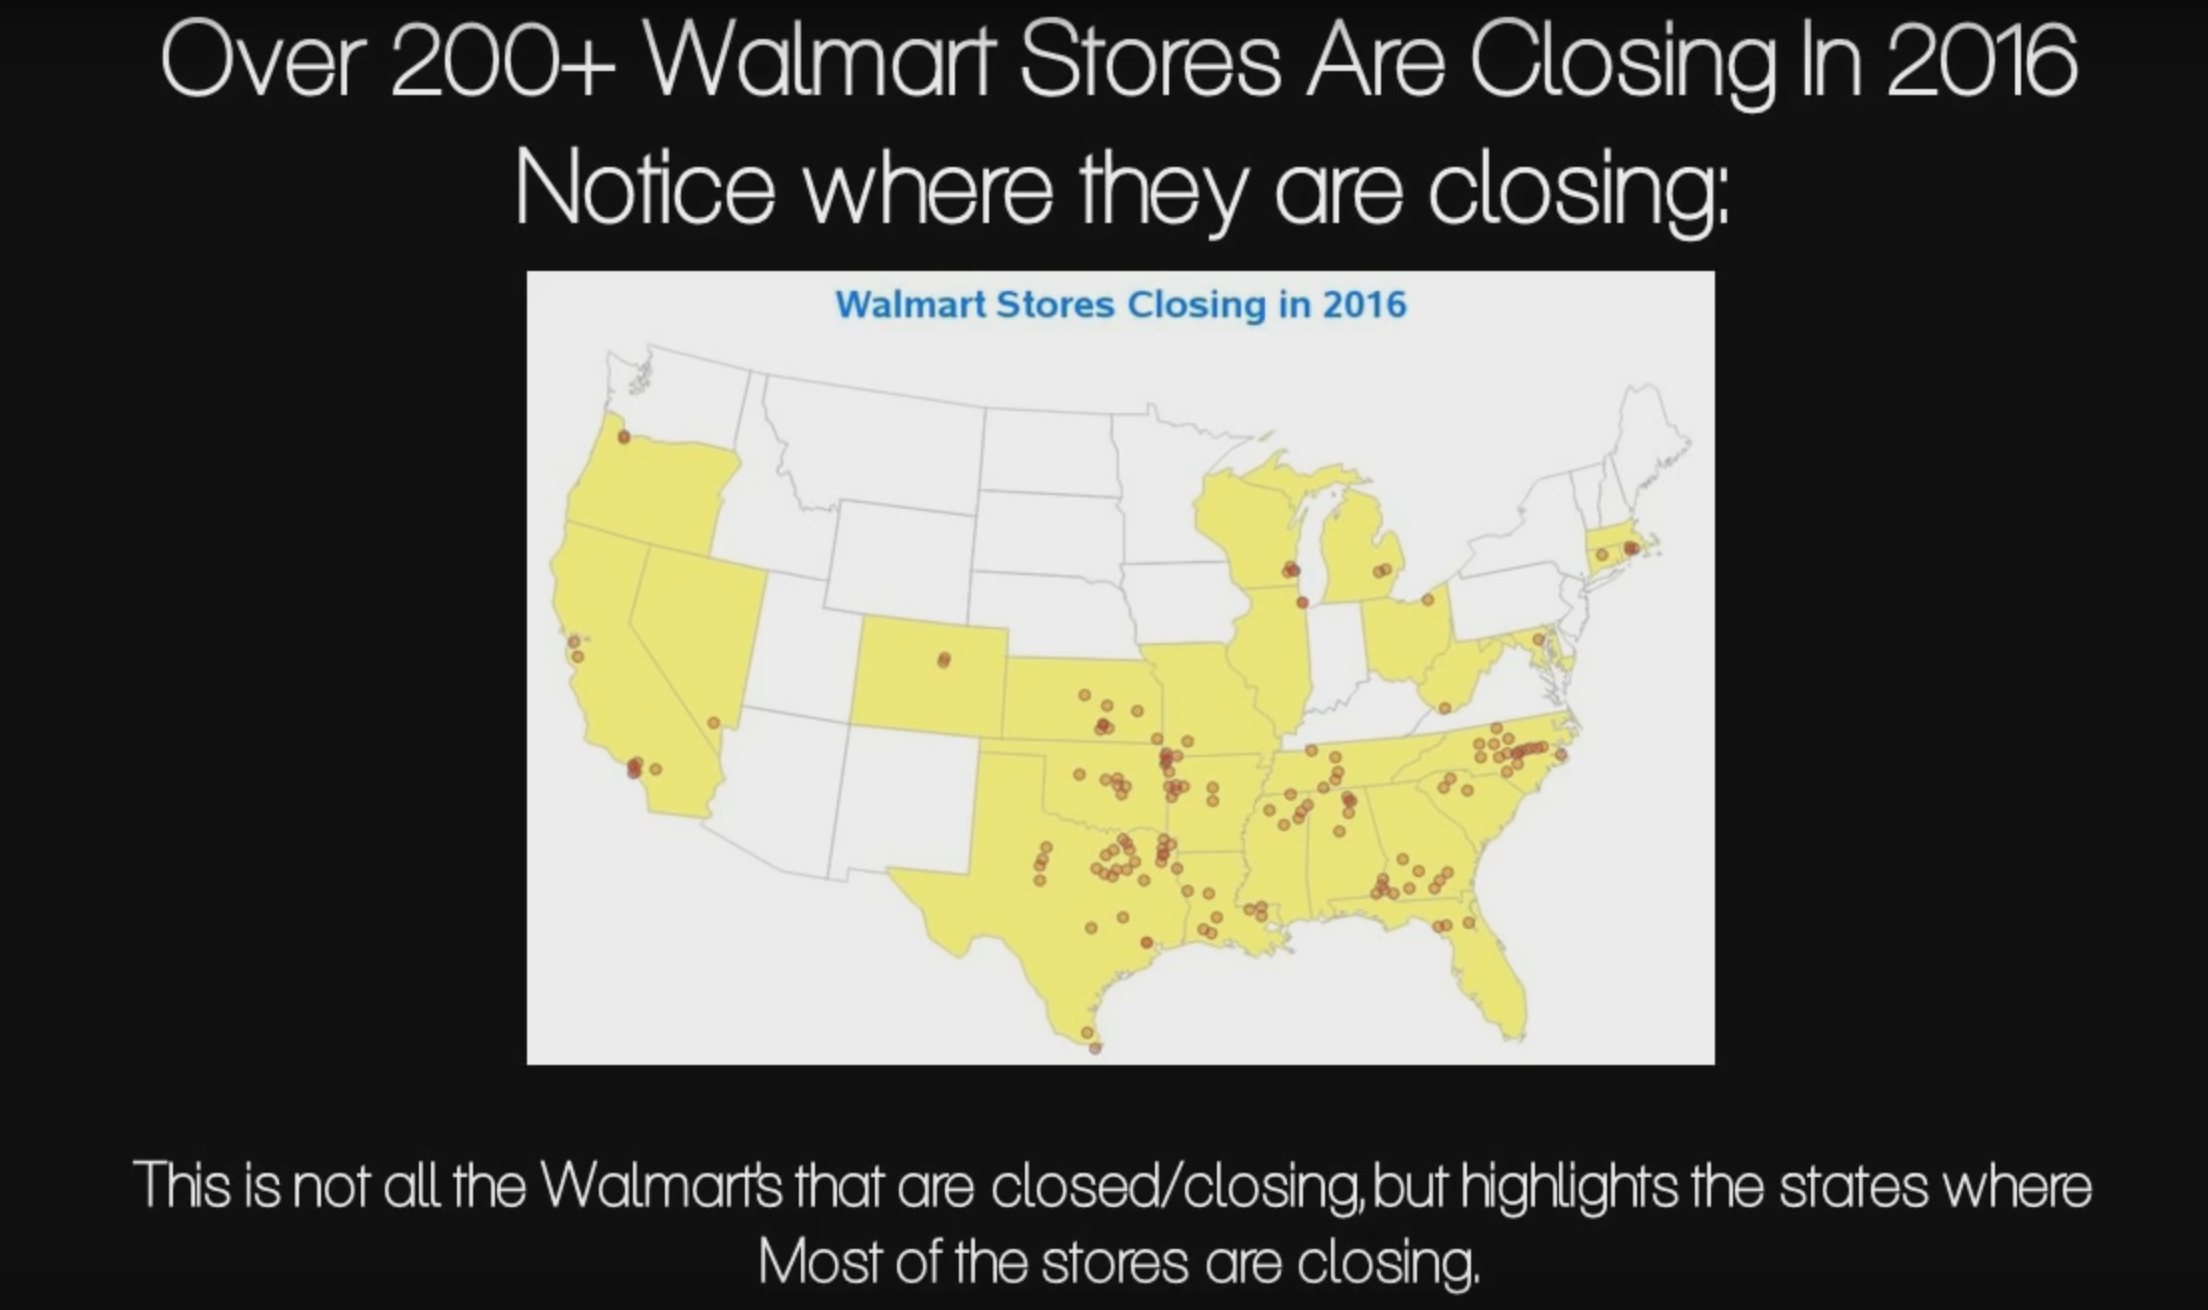 Over 200+ Walmart Stores Are Closing In 2016
Notice where they are closing:
Walmart Stores Closing in 2016
This is not all the Walmart's that are closed/closing, but highlights the states where
Most of the stores are closing.